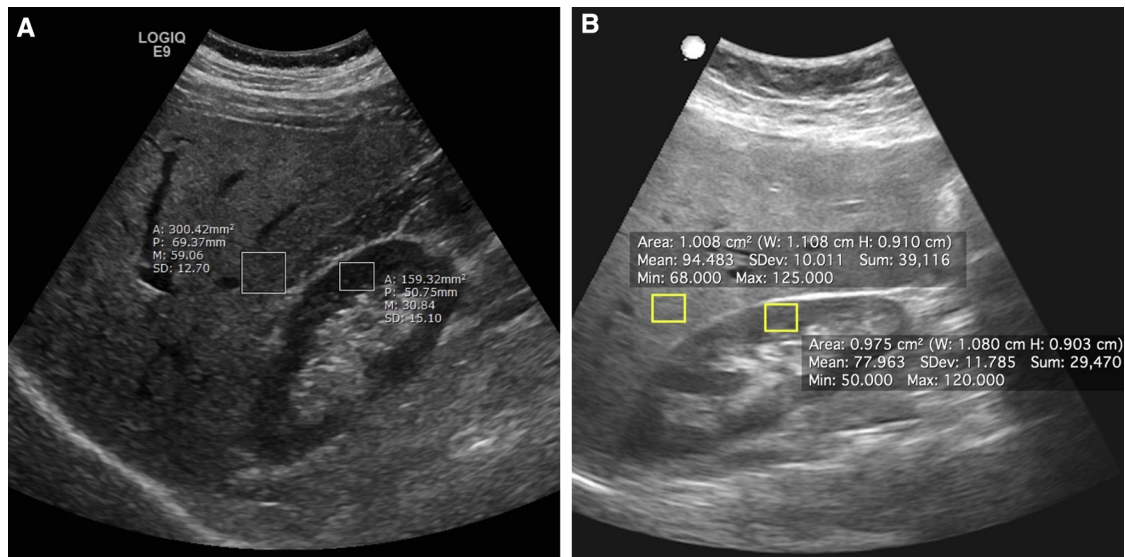 A
LOGIQ
E9
A: 300.42mm²
P: 69.37mm
M: 59.06
SD: 12.70
A: 159.32mm²
P: 50.75mm
M: 30.84
SD: 15.10
B
Area: 1.008 cm² (W: 1.108 cm H: 0.910 cm)
Mean: 94.483 SDev: 10.011 Sum: 39,116
Min: 68.000 Max: 125.000
Area: 0.975 cm² (W: 1.080 cm H: 0.903 cm)
Mean: 77.963 SDev: 11.785 Sum: 29,470
Min: 50.000 Max: 120.000